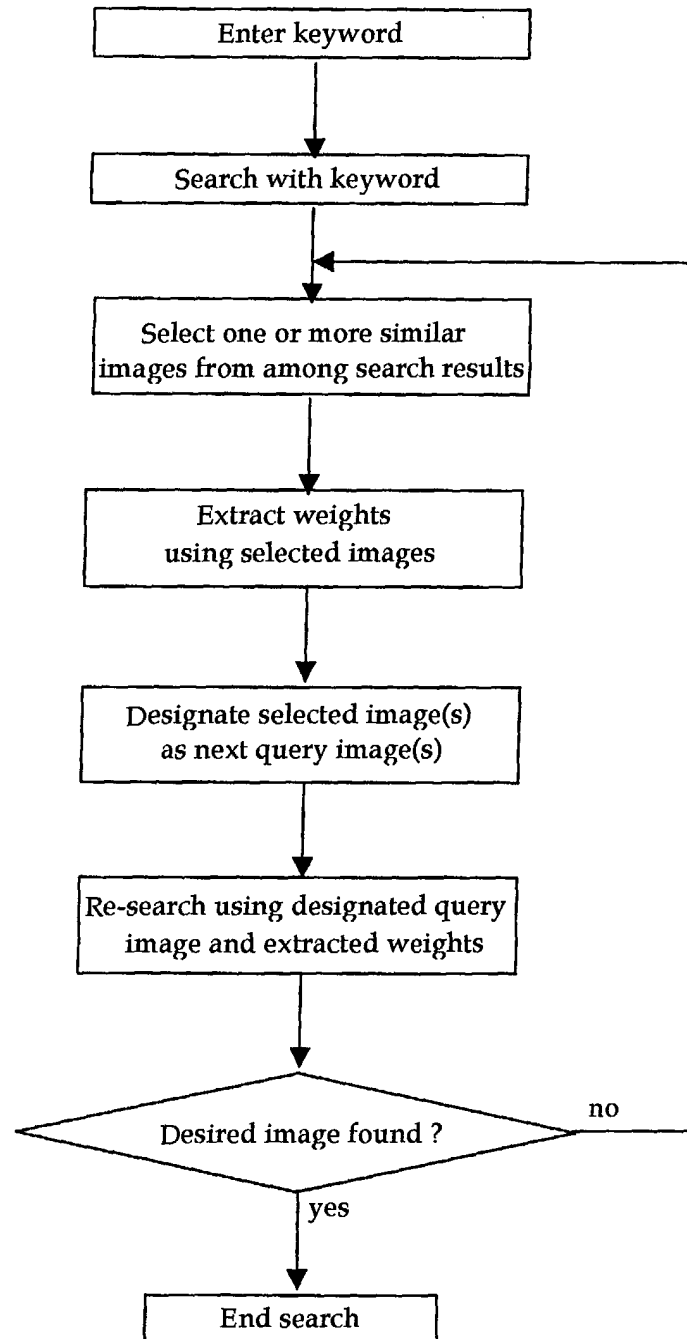 Enter keyword
Search with keyword
Select one or more similar
images from among search results
Extract weights
using selected images
Designate selected image(s)
as next query image(s)
Re-search using designated query
image and extracted weights
Desired image found ?
no
yes
End search